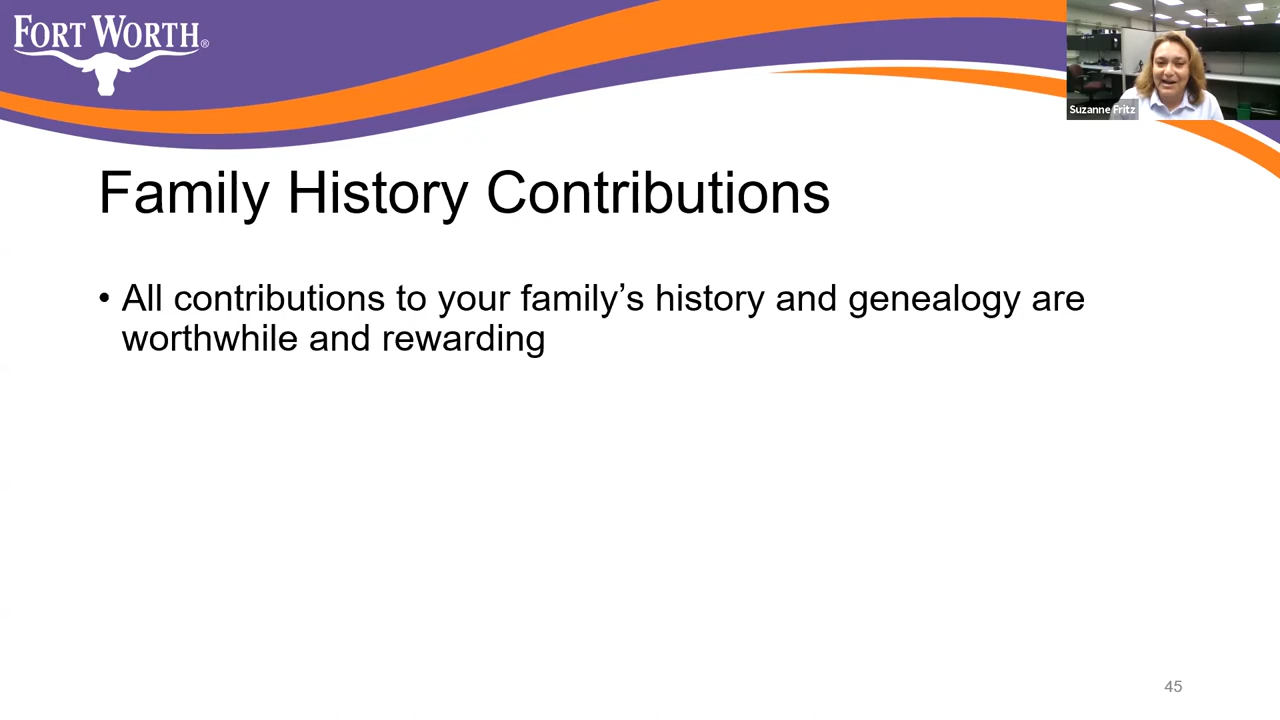 FORT WORTH®
Suzanne Fritz
Family History Contributions
• All contributions to your family’s history and genealogy are
worthwhile and rewarding
45